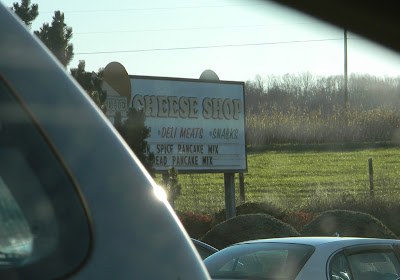 CHEESE SHOP
DELI MEATS SNACKS
SPICE PANCAKE MIX
PANCAKE MIX